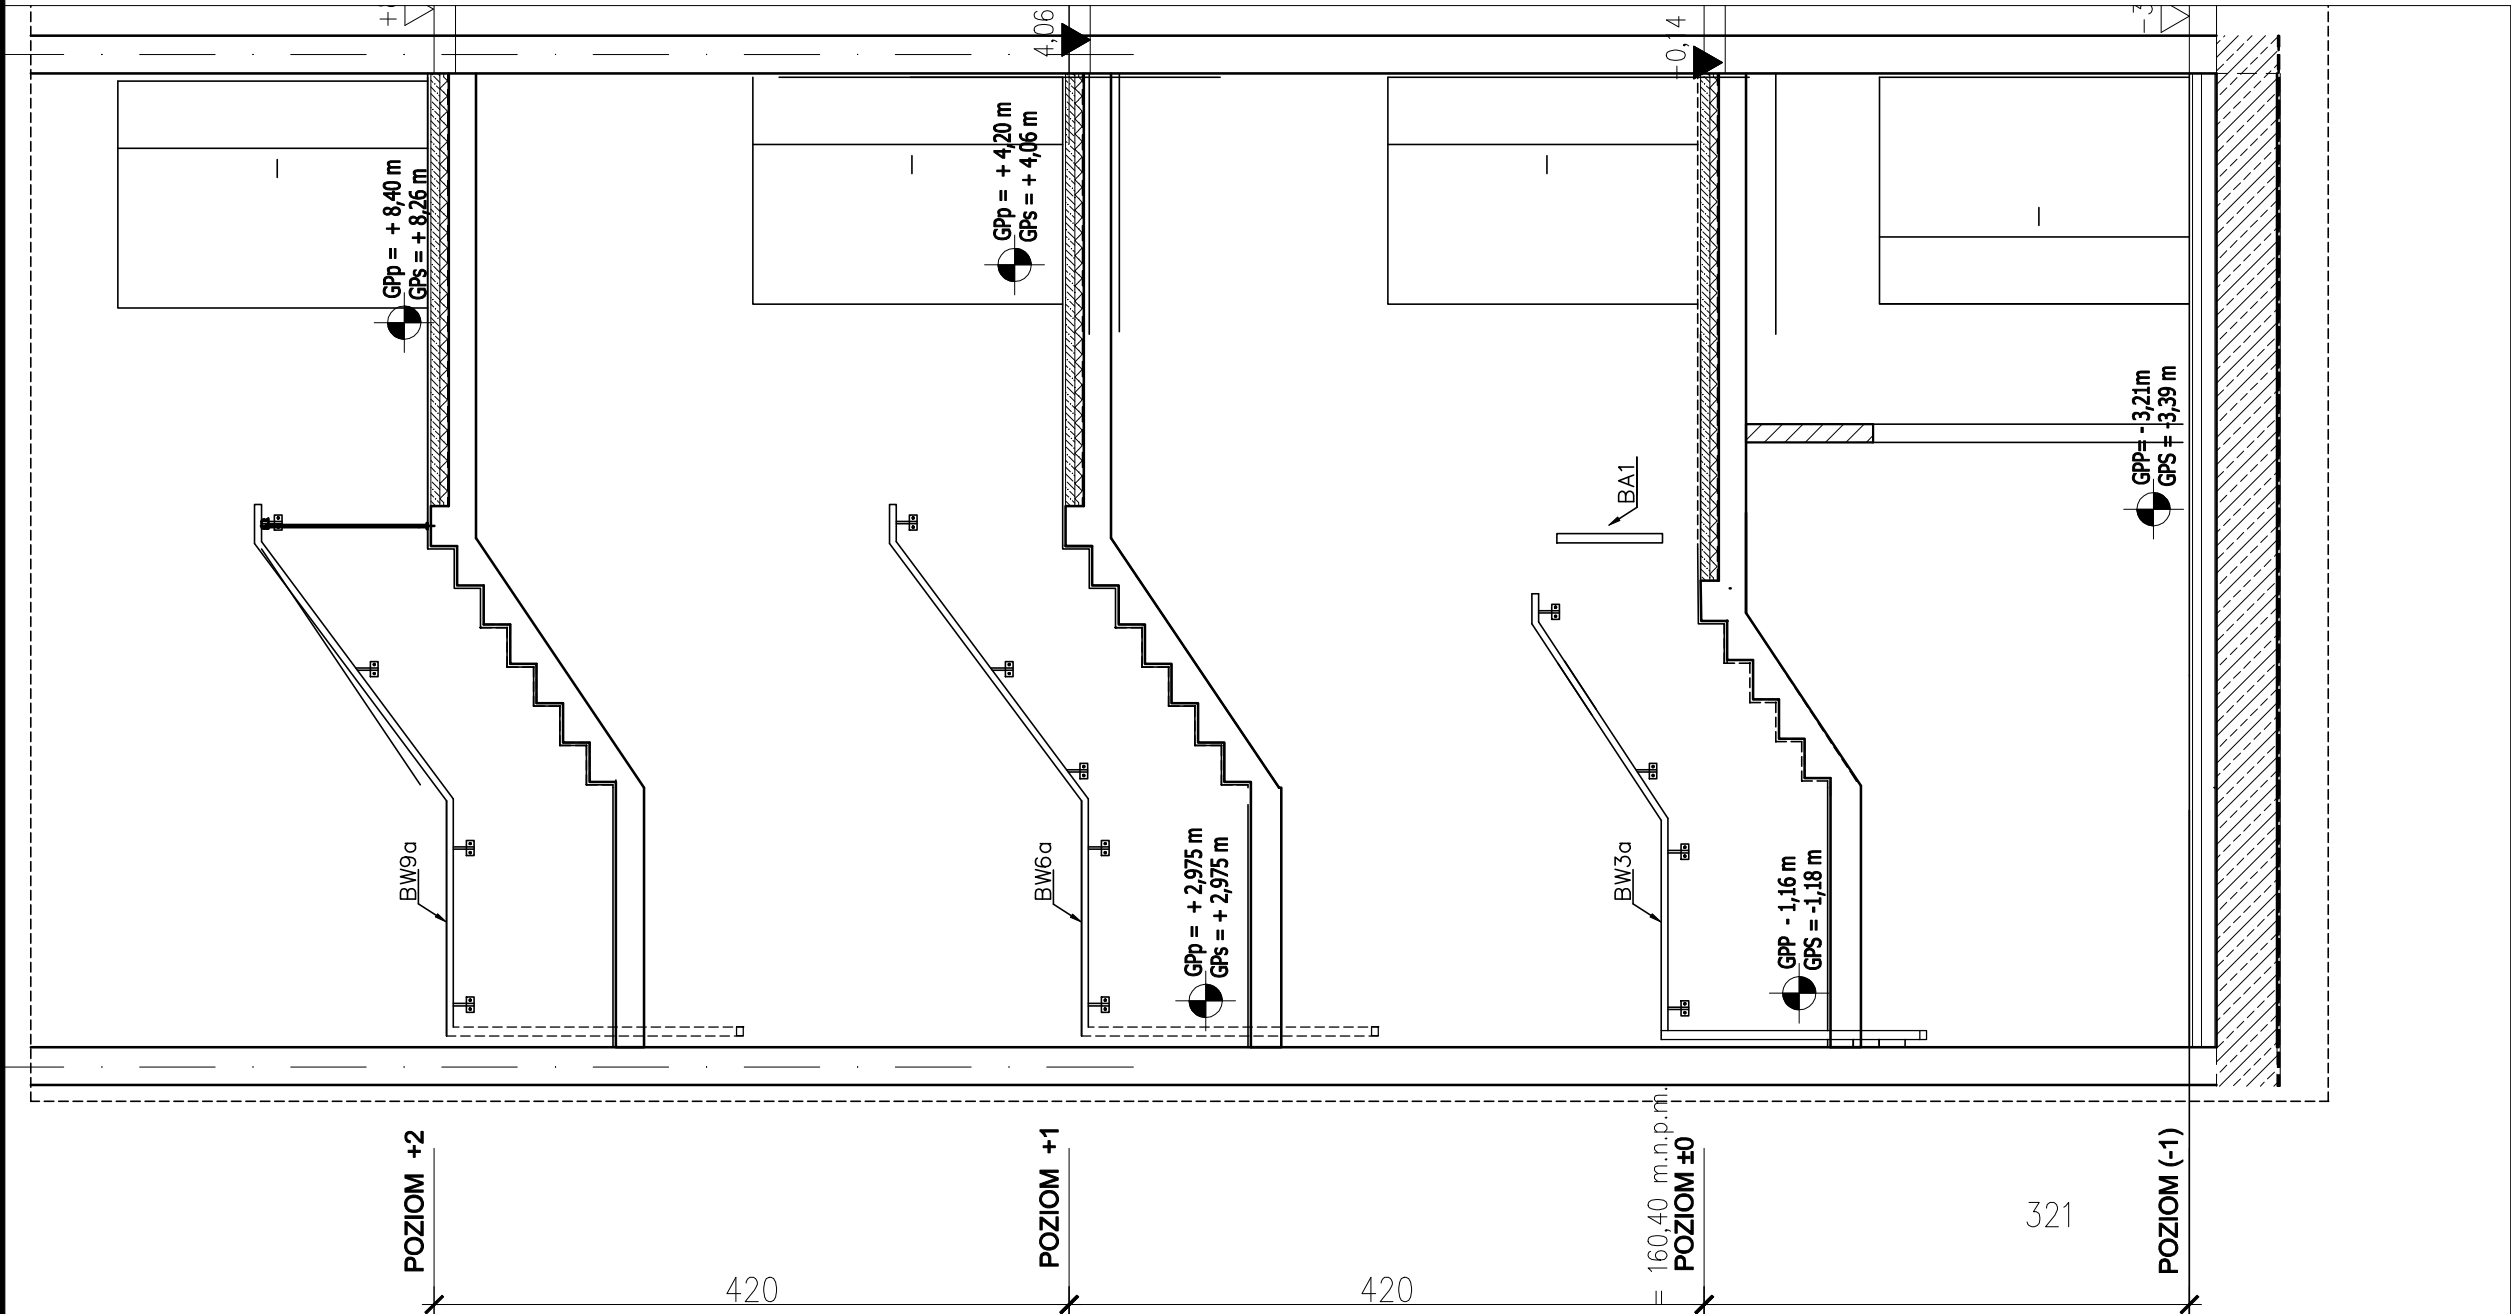 4,06
-0,14
GPp = + 8,40 m
GPs = + 8,26 m
GPp = + 4,20 m
GPs = + 4,06 m
GPP= - 3,21m
GPS = -3,39 m
BA1
BW9a
BW6a
BW3a
GPp = + 2,975 m
GPs = + 2,975 m
GPP - 1,16 m
GPS = -1,18 m
POZIOM +2
POZIOM +1
= 160,40 m.n.p.m.
POZIOM ±0
POZIOM (-1)
420
420
321